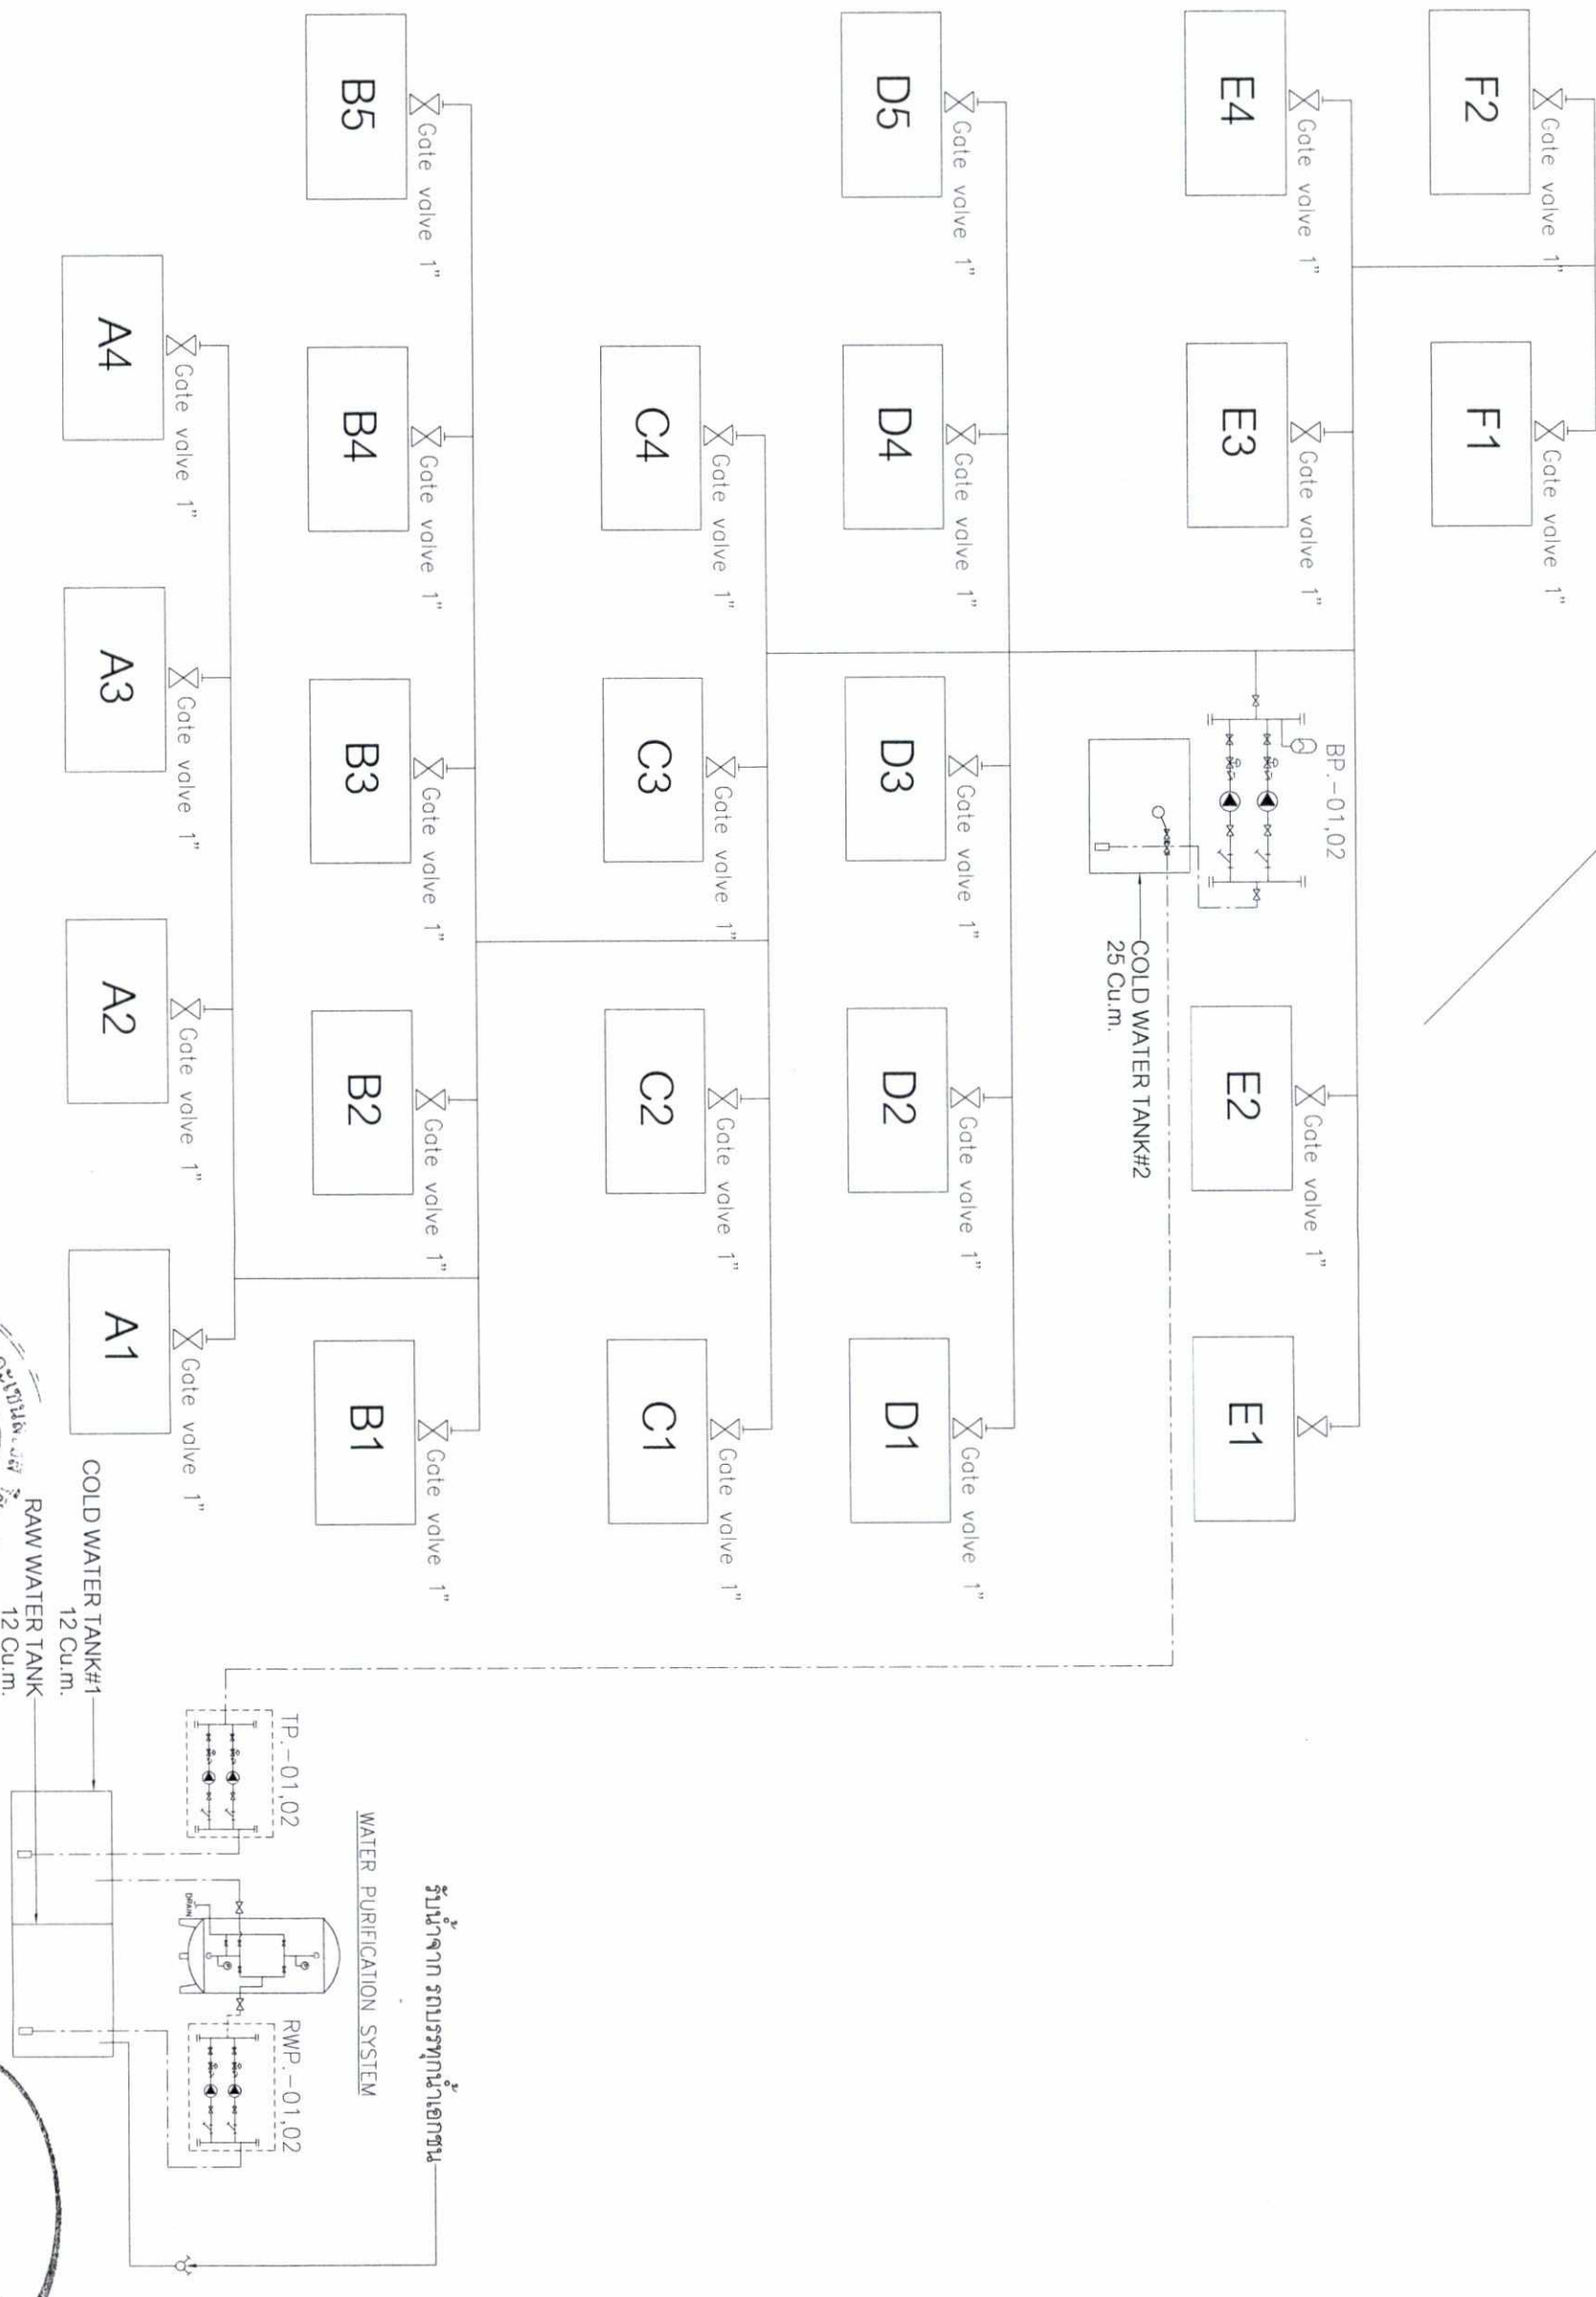 F2
Gate valve 1"
F1
Gate valve 1"
E4
Gate valve 1"
E3
Gate valve 1"
E2
Gate valve 1"
E1
BP.-01,02
COLD WATER TANK#2
25 Cu.m.
D5
Gate valve 1"
D4
Gate valve 1"
D3
Gate valve 1"
D2
Gate valve 1"
D1
Gate valve 1"
C4
Gate valve 1"
C3
Gate valve 1"
C2
Gate valve 1"
C1
Gate valve 1"
B5
Gate valve 1"
B4
Gate valve 1"
B3
Gate valve 1"
B2
Gate valve 1"
B1
Gate valve 1"
A4
Gate valve 1"
A3
Gate valve 1"
A2
Gate valve 1"
A1
Gate valve 1"
รับน้ำจาก รถบรรทุกน้ำเอกชน
WATER PURIFICATION SYSTEM
TP.-01,02
RWP.-01,02
DRAIN
COLD WATER TANK#1
12 Cu.m.
RAW WATER TANK
12 Cu.m.